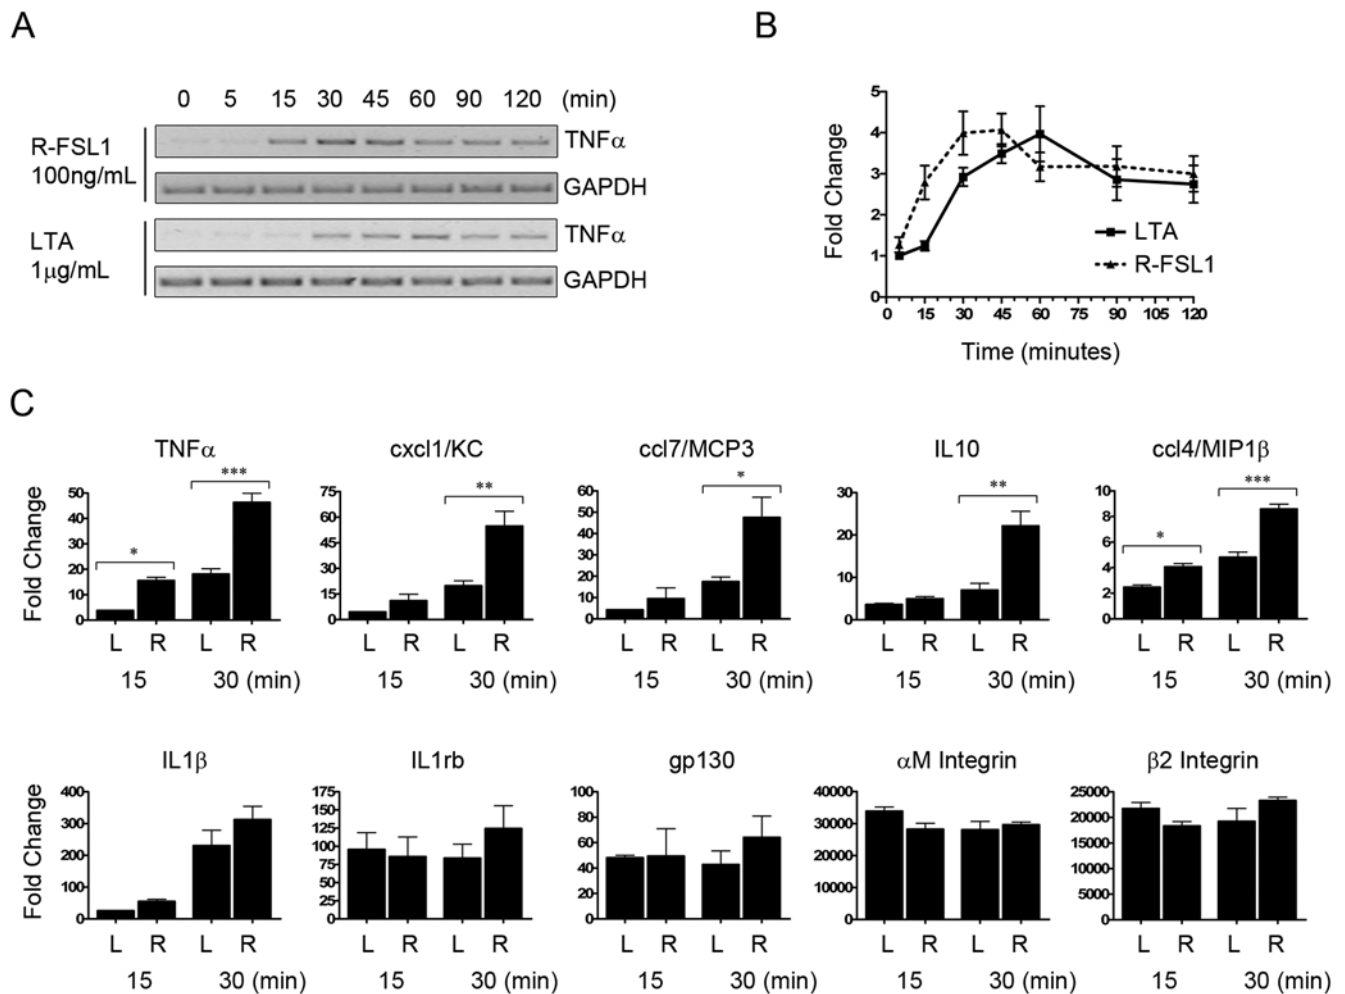 A
B
0 5 15 30 45 60 90 120 (min)
R-FSL1
100ng/mL
TNFα
GAPDH
LTA
1μg/mL
TNFα
GAPDH
Fold Change
5
4
3
2
1
0
LTA
R-FSL1
0 15 30 45 60 75 90 105 120
Time (minutes)
C
TNFα cxcl1/KC ccl7/MCP3 IL10 ccl4/MIP1β
Fold Change
50
40
30
20
10
0
* ***
L R L R
15 30 (min)
75
60
45
30
15
0
**
L R L R
15 30 (min)
60
50
40
30
20
10
0
*
L R L R
15 30 (min)
30
20
10
0
**
L R L R
15 30 (min)
10
8
6
4
2
0
* ***
L R L R
15 30 (min)
IL1β IL1rb gp130 αM Integrin β2 Integrin
Fold Change
400
300
200
100
0
L R L R
15 30 (min)
175
150
125
100
75
50
25
0
L R L R
15 30 (min)
100
80
60
40
20
0
L R L R
15 30 (min)
40000
30000
20000
10000
0
L R L R
15 30 (min)
25000
20000
15000
10000
5000
0
L R L R
15 30 (min)